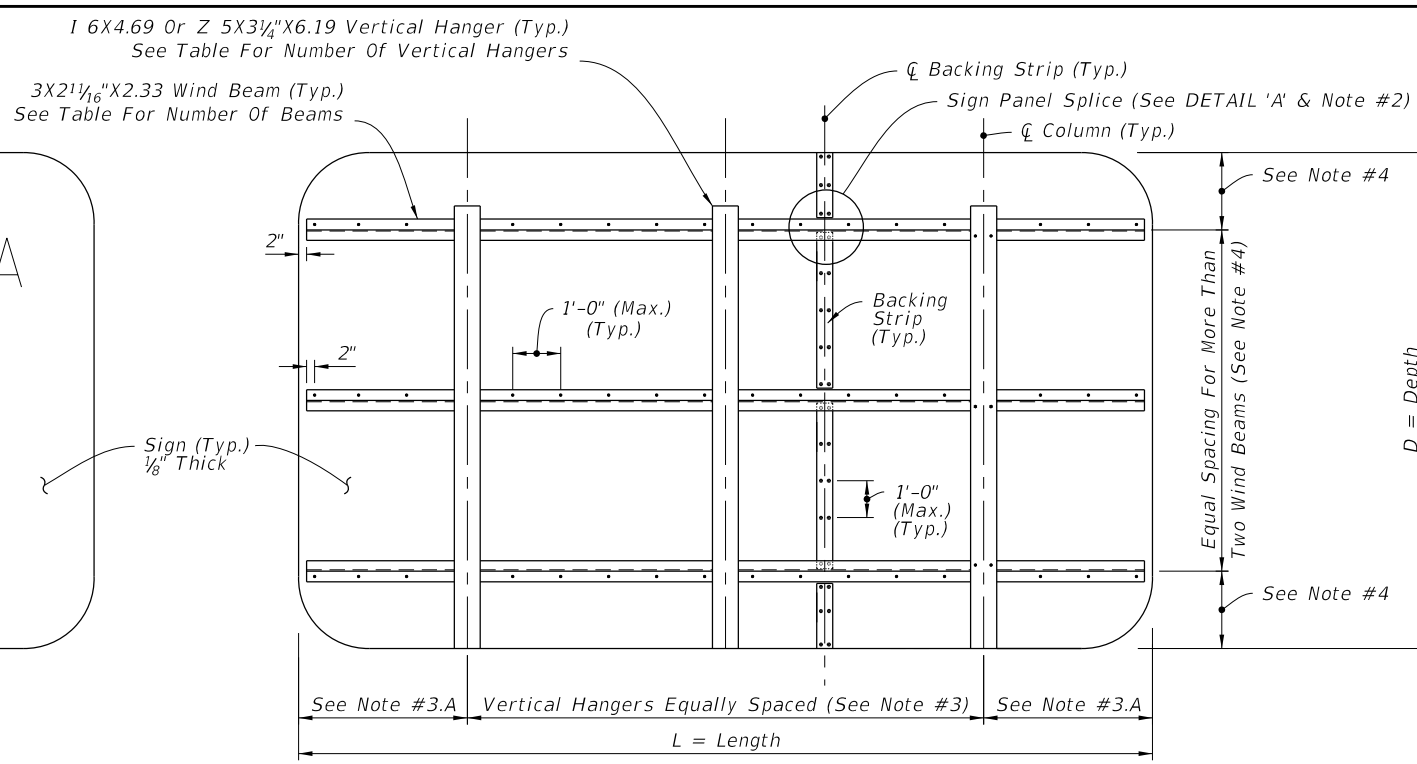 I 6X4.69 Or Z 5X3¼"X6.19 Vertical Hanger (Typ.)
See Table For Number Of Vertical Hangers
3X2¹¹⁄₁₆"X2.33 Wind Beam (Typ.)
See Table For Number Of Beams
℄ Backing Strip (Typ.)
Sign Panel Splice (See DETAIL 'A' & Note #2)
℄ Column (Typ.)
See Note #4
A
2"
1'-0" (Max.)
(Typ.)
Backing
Strip
(Typ.)
2"
Equal Spacing For More Than
Two Wind Beams (See Note #4)
D = Depth
Sign (Typ.)
⅛" Thick
1'-0"
(Max.)
(Typ.)
See Note #4
See Note #3.A
Vertical Hangers Equally Spaced (See Note #3)
See Note #3.A
L = Length